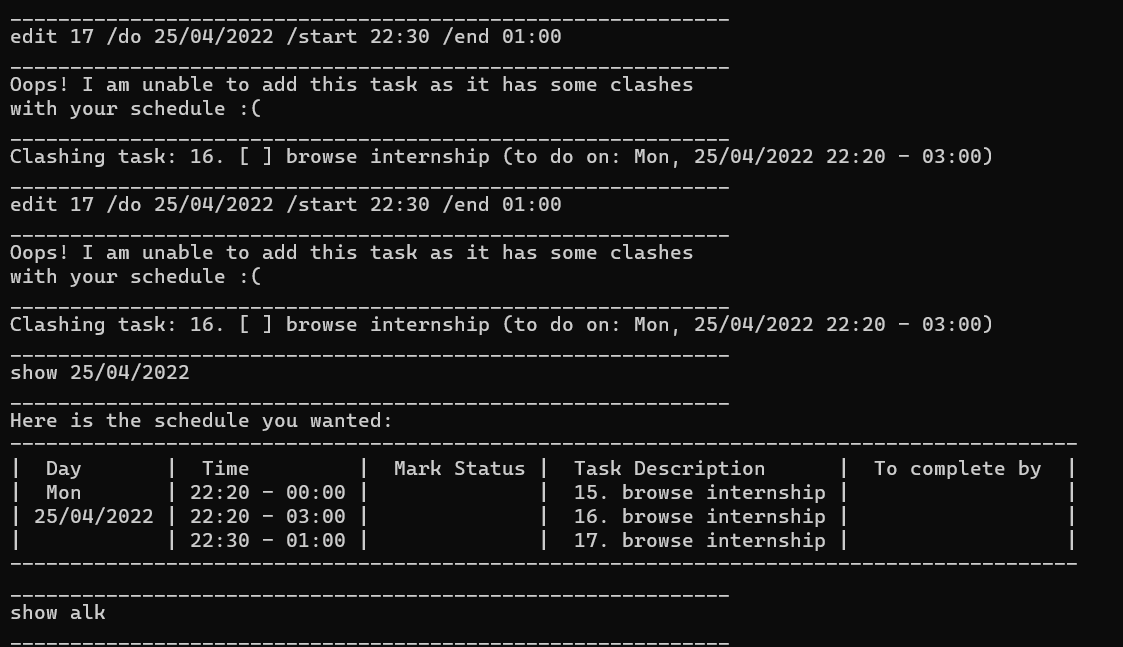 ____________________________________________________________
edit 17 /do 25/04/2022 /start 22:30 /end 01:00
____________________________________________________________
Oops! I am unable to add this task as it has some clashes
with your schedule :(
____________________________________________________________
Clashing task: 16. [ ] browse internship (to do on: Mon, 25/04/2022 22:20 - 03:00)
____________________________________________________________
edit 17 /do 25/04/2022 /start 22:30 /end 01:00
____________________________________________________________
Oops! I am unable to add this task as it has some clashes
with your schedule :(
____________________________________________________________
Clashing task: 16. [ ] browse internship (to do on: Mon, 25/04/2022 22:20 - 03:00)
____________________________________________________________
show 25/04/2022
____________________________________________________________
Here is the schedule you wanted:
-----------------------------------------------------------------------------------------
|  Day       |  Time         |  Mark Status |  Task Description      |  To complete by  |
|  Mon       | 22:20 - 00:00 |              |  15. browse internship |                  |
| 25/04/2022 | 22:20 - 03:00 |              |  16. browse internship |                  |
|            | 22:30 - 01:00 |              |  17. browse internship |                  |
-----------------------------------------------------------------------------------------
____________________________________________________________
show alk
____________________________________________________________